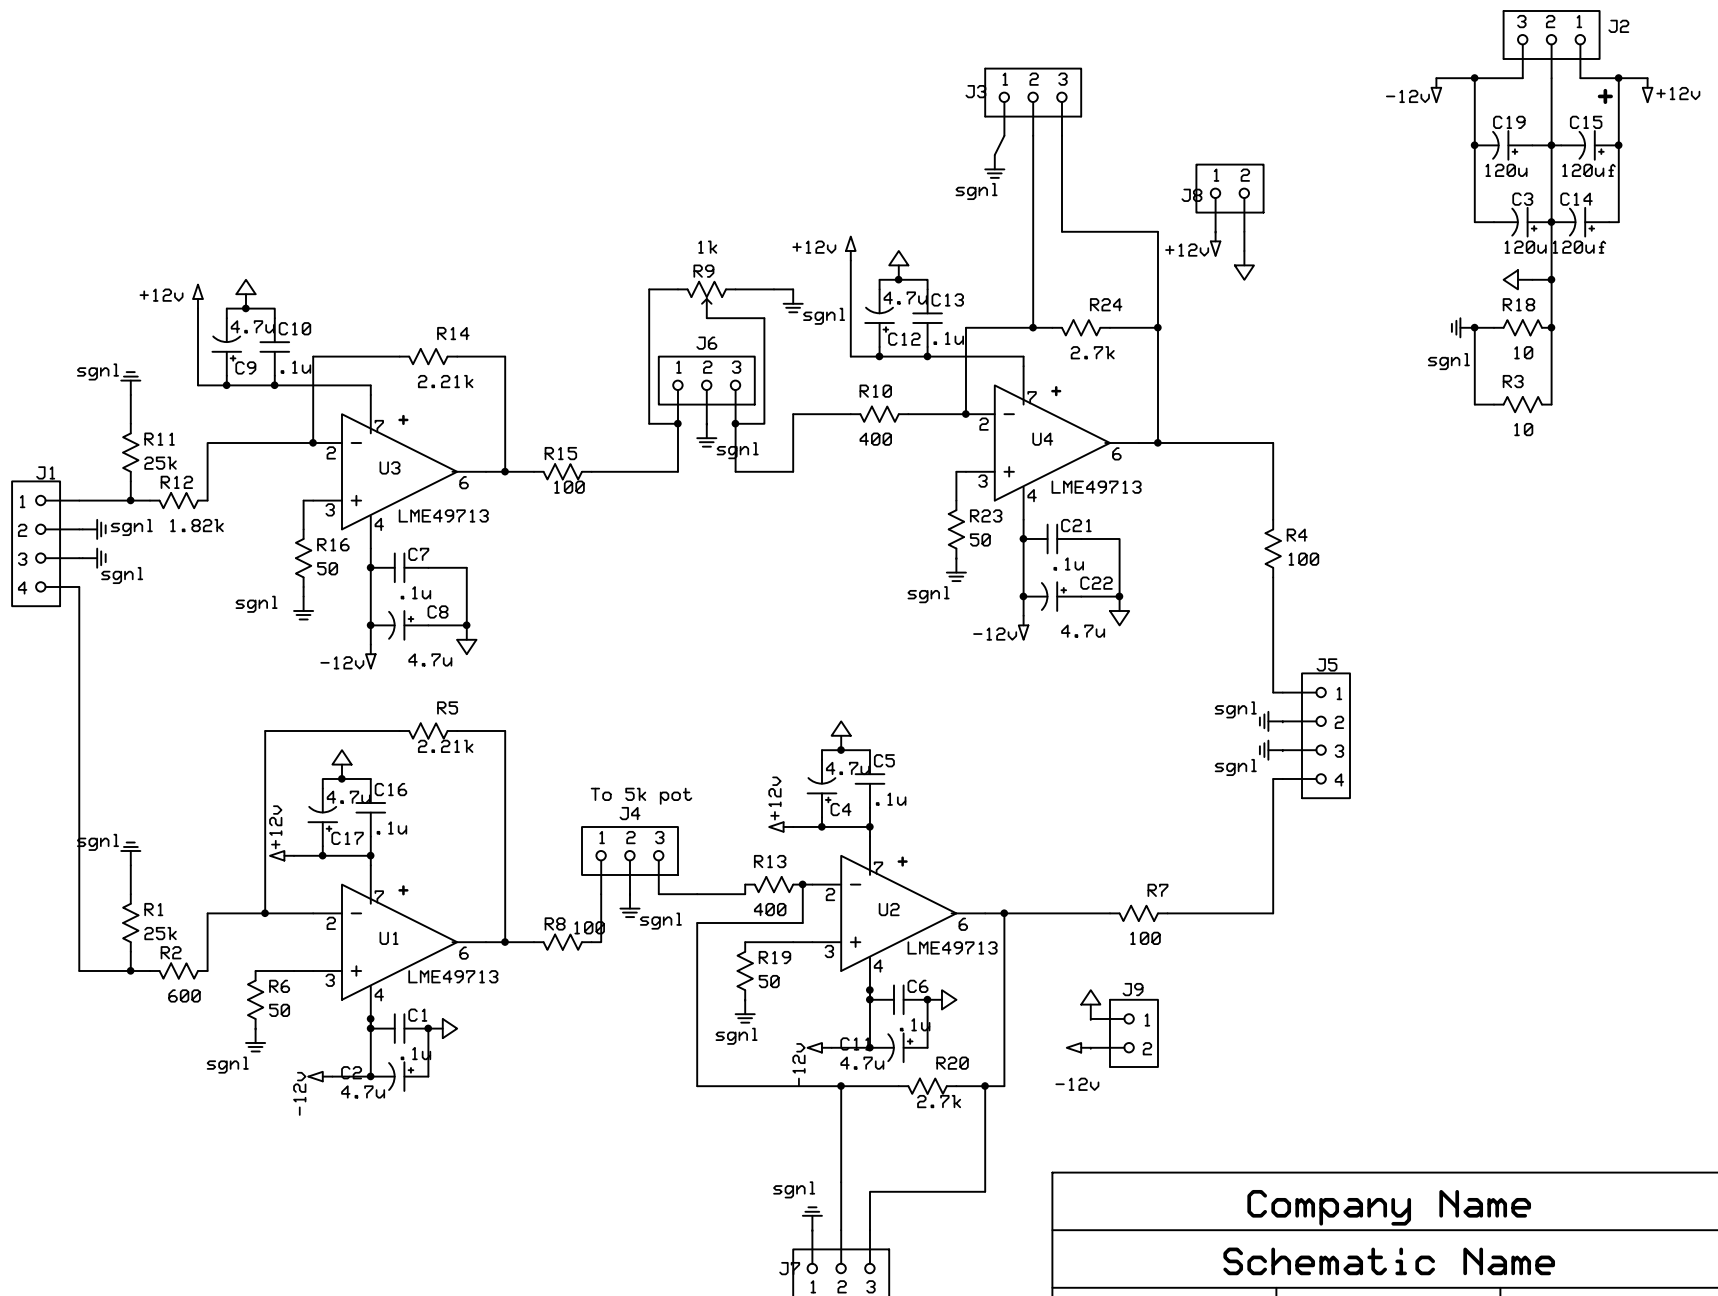 3 2 1
J2
-12v
+
+12v
C19
C15
120u
120uf
C3
C14
120u
120uf
R18
10
sgnl
R3
10
J3
1 2 3
sgnl
J8
1 2
+12v
+12v
4.7u
C13
C12
.1u
R24
2.7k
1k
R9
sgnl
J6
1 2 3
sgnl
R10
400
7
+
2
−
U4
+
3
6
4
LME49713
R23
50
sgnl
C21
.1u
C22
4.7u
-12v
+12v
4.7u
C10
C9
.1u
R14
2.21k
sgnl
R11
25k
R12
1.82k
J1
1
2
sgnl
3
sgnl
4
7
+
2
−
U3
+
3
6
4
LME49713
R15
100
R16
50
sgnl
C7
.1u
C8
4.7u
-12v
R4
100
J5
1
sgnl
2
3
sgnl
4
R5
2.21k
4.7u
C16
.1u
C17
+12v
sgnl
R1
25k
R2
600
7
+
2
−
U1
+
3
6
4
LME49713
R6
50
sgnl
C1
.1u
C2
4.7u
-12v
R8
100
To 5k pot
J4
1 2 3
sgnl
R13
400
4.7u
C5
C4
.1u
+12v
7
+
2
−
U2
+
3
6
4
LME49713
R19
50
sgnl
C6
.1u
C11
4.7u
-12v
R20
2.7k
R7
100
J9
1
2
-12v
sgnl
J7
1 2 3
Company Name
Schematic Name